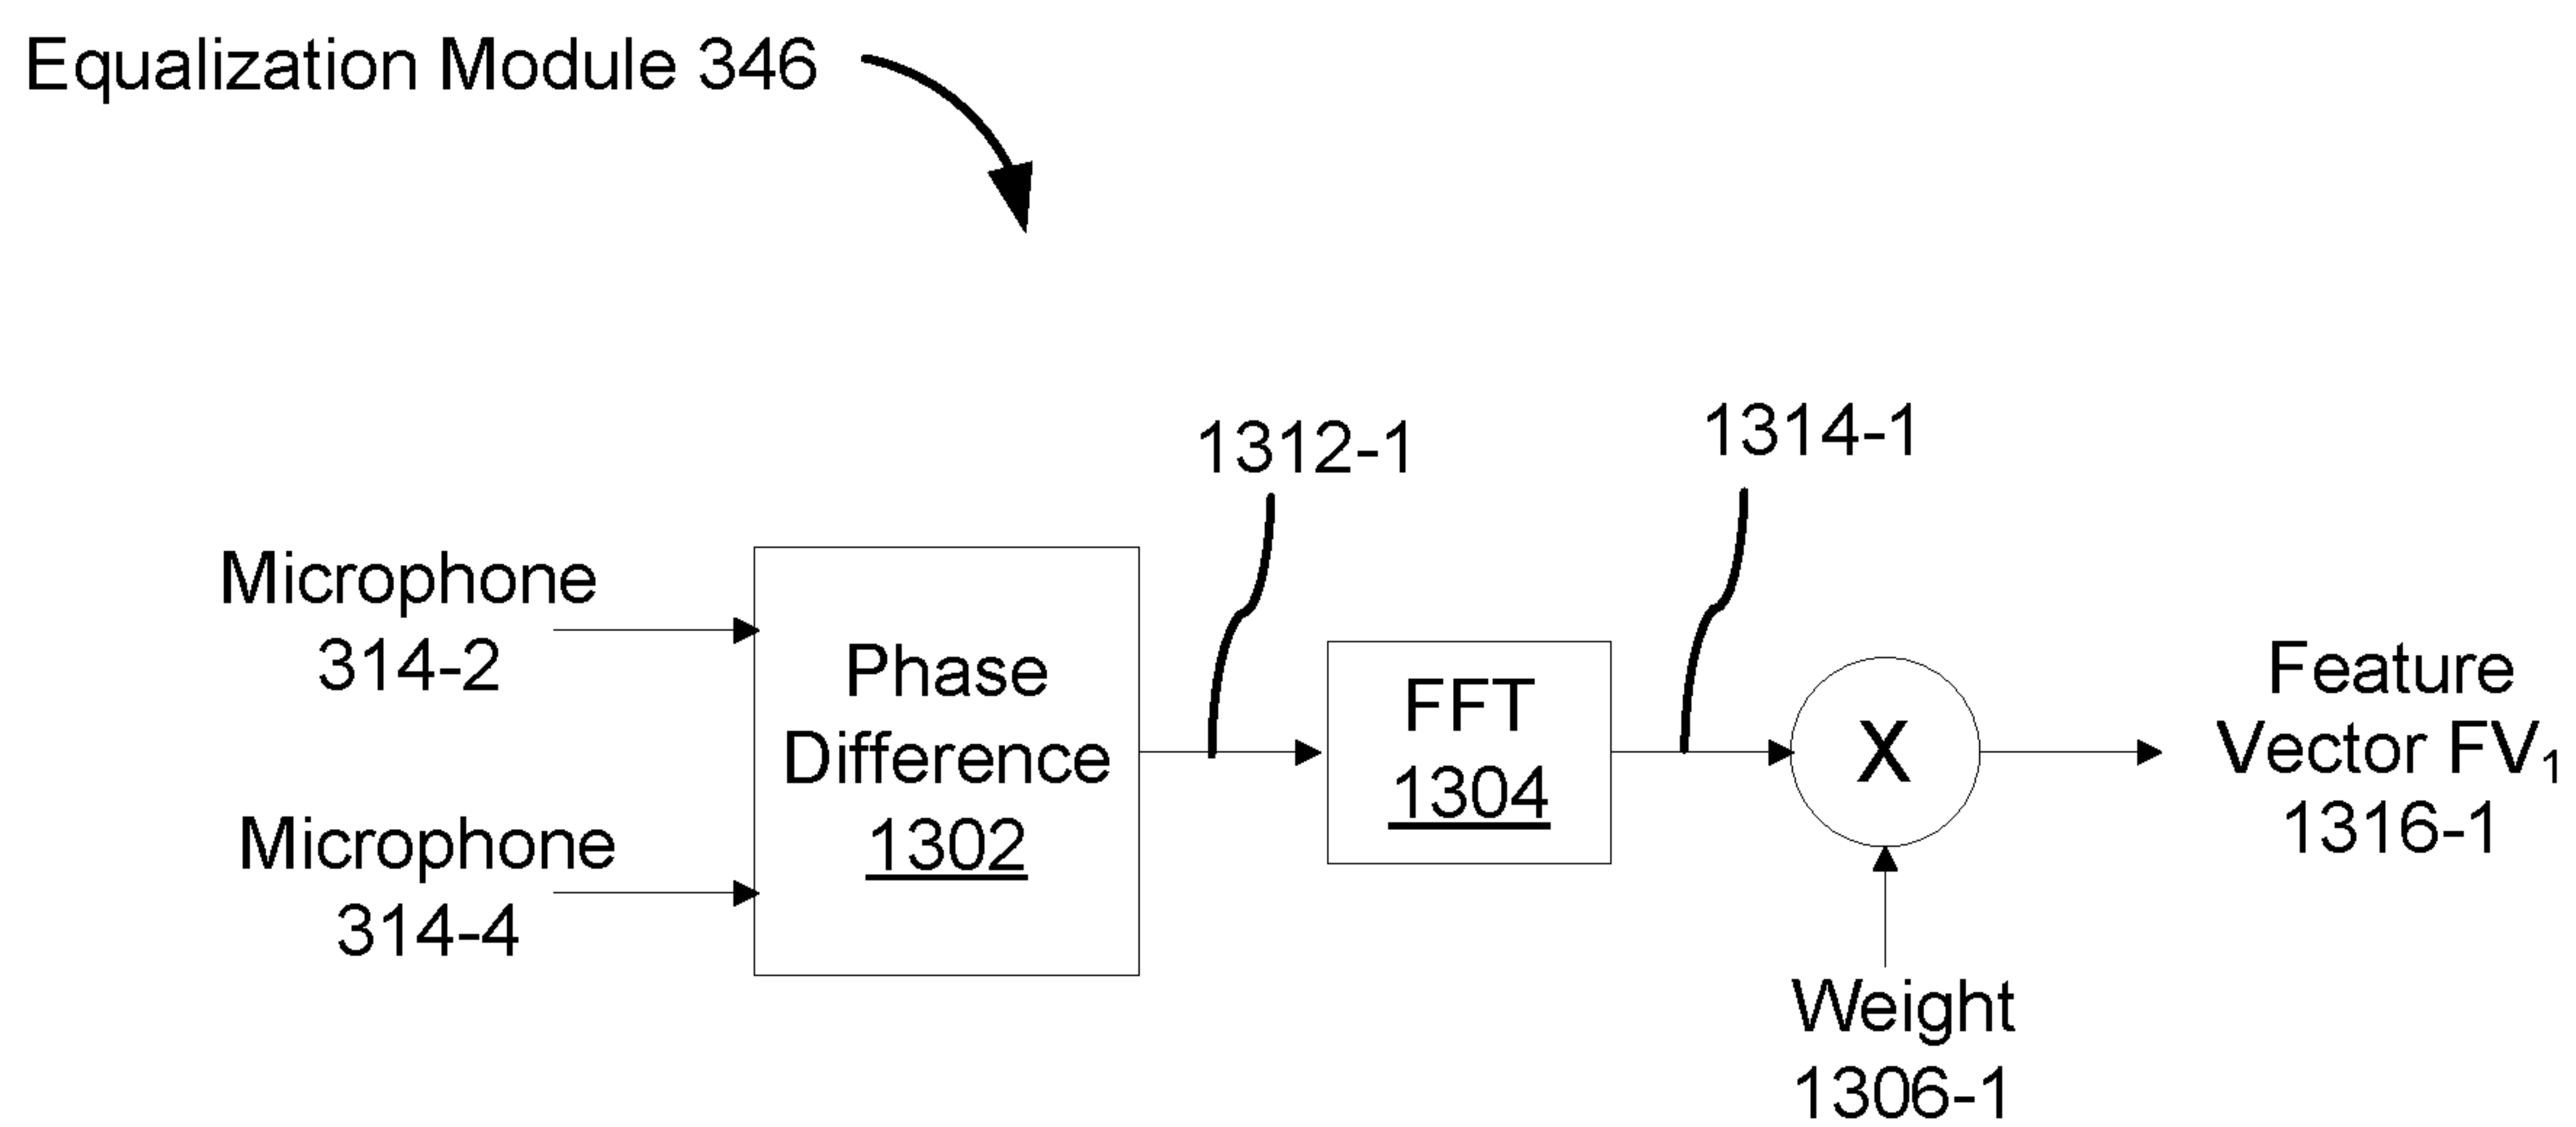 Equalization Module 346
1312-1
1314-1
Microphone
314-2
Microphone
314-4
Phase
Difference
1302
FFT
1304
X
Weight
1306-1
Feature
Vector FV₁
1316-1